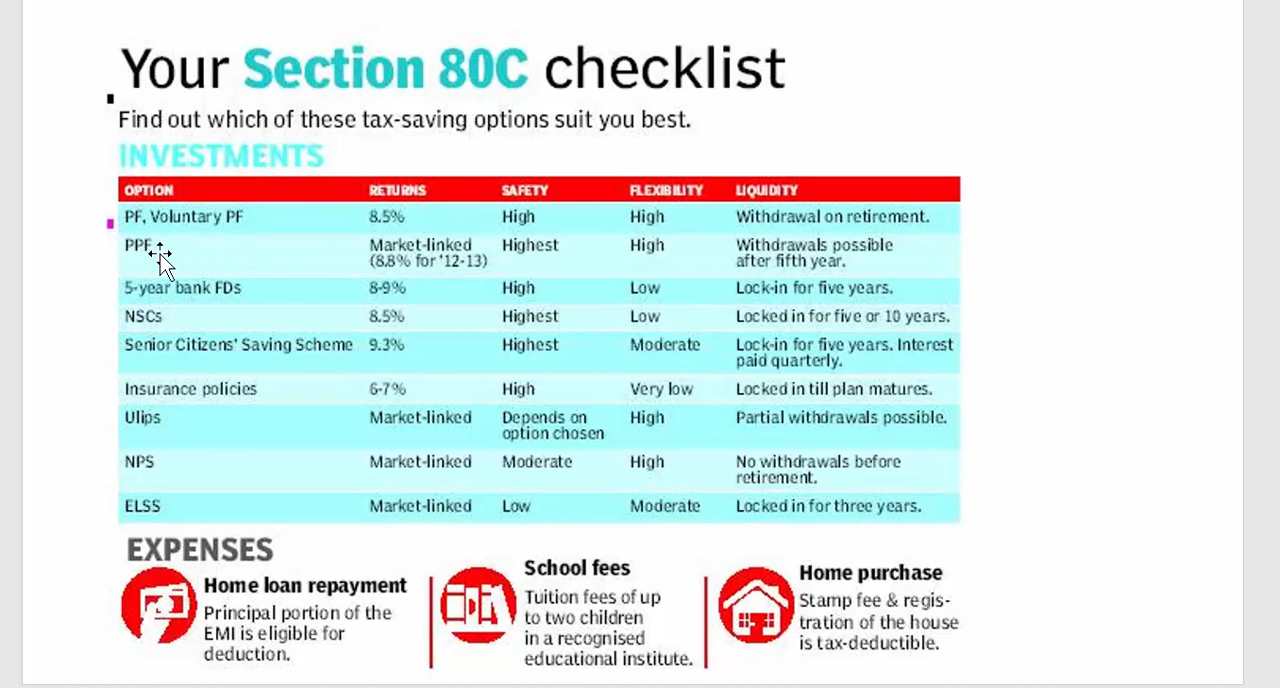 Your Section 80C checklist
Find out which of these tax-saving options suit you best.
INVESTMENTS
OPTION RETURNS SAFETY FLEXIBILITY LIQUIDITY
PF, Voluntary PF 8.5% High High Withdrawal on retirement.
PPF Market-linked Highest High Withdrawals possible
(8.8% for '12-13) after fifth year.
5-year bank FDs 8-9% High Low Lock-in for five years.
NSCs 8.5% Highest Low Locked in for five or 10 years.
Senior Citizens' Saving Scheme 9.3% Highest Moderate Lock-in for five years. Interest
paid quarterly.
Insurance policies 6-7% High Very low Locked in till plan matures.
Ulips Market-linked Depends on High Partial withdrawals possible.
option chosen
NPS Market-linked Moderate High No withdrawals before
retirement.
ELSS Market-linked Low Moderate Locked in for three years.
EXPENSES
Home loan repayment
Principal portion of the
EMI is eligible for
deduction.
School fees
Tuition fees of up
to two children
in a recognised
educational institute.
Home purchase
Stamp fee & regis-
tration of the house
is tax-deductible.